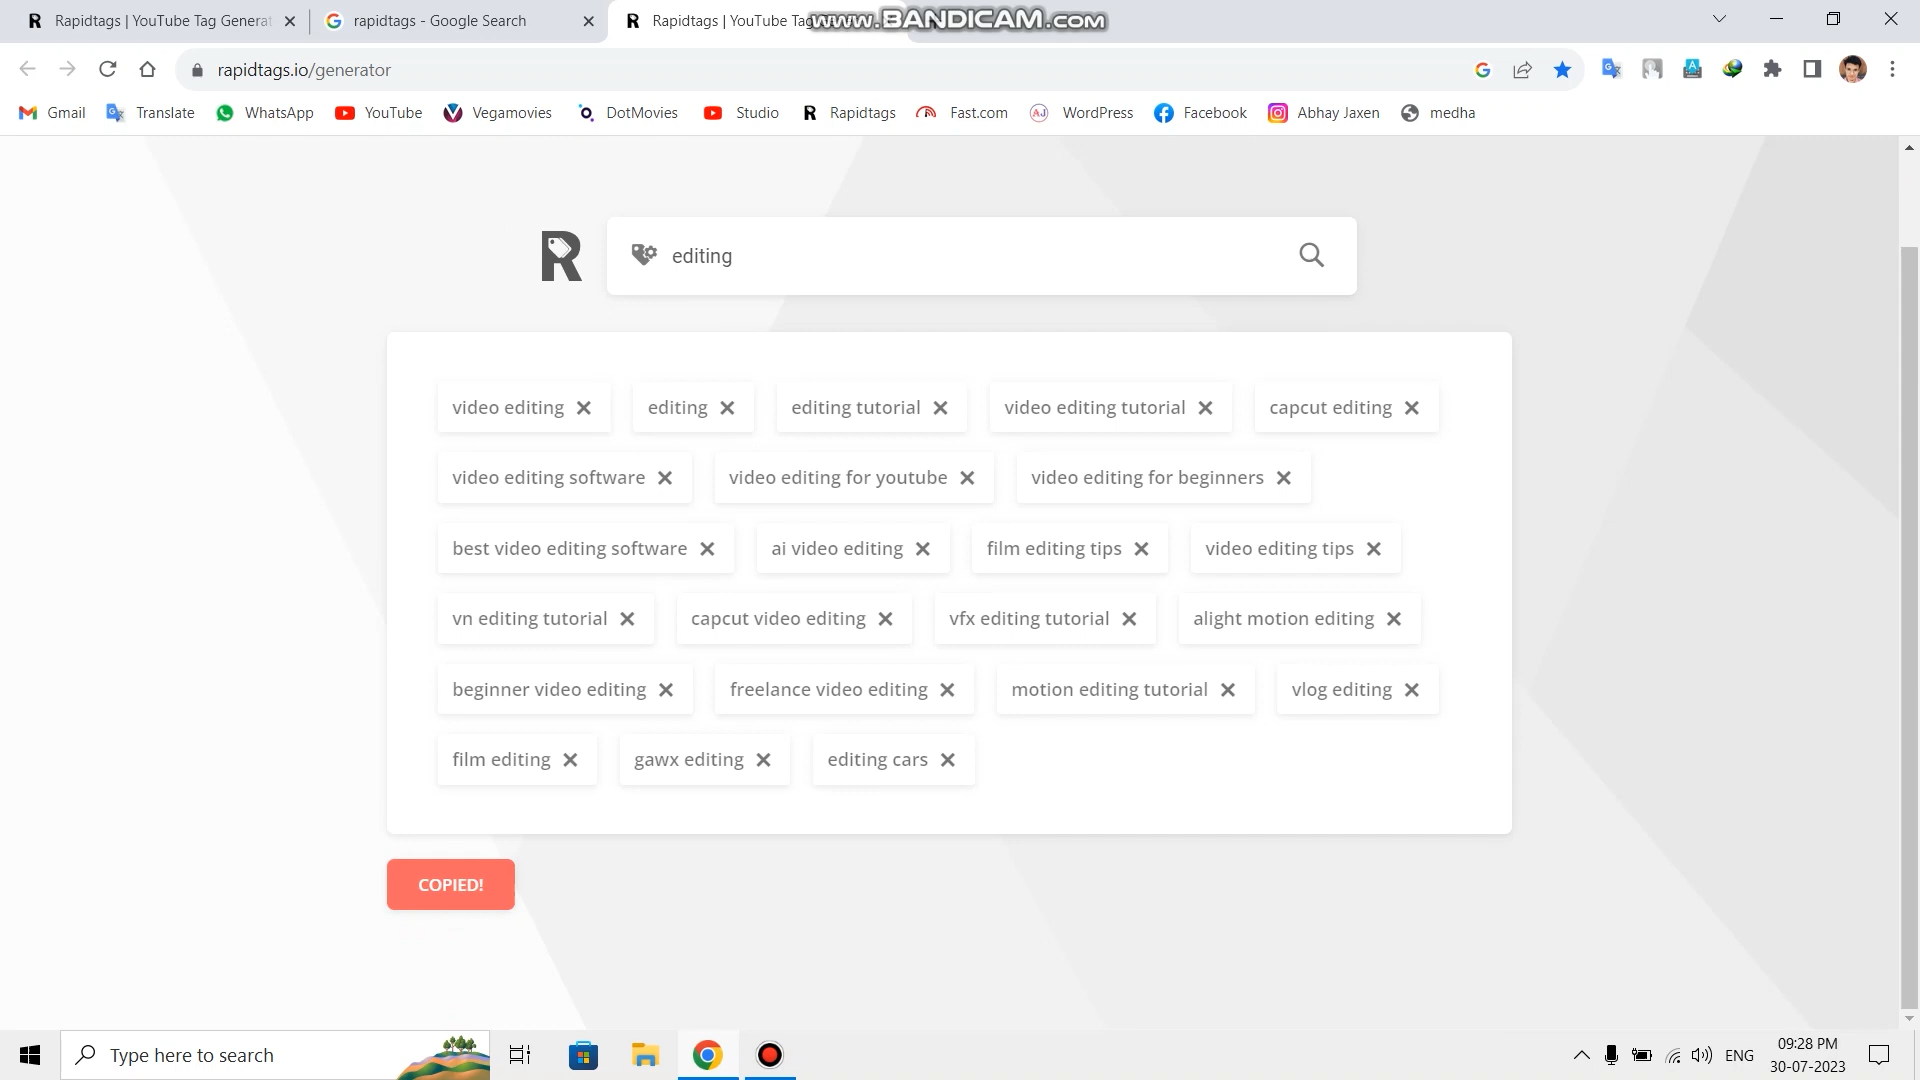 Rapidtags | YouTube Tag Generat
rapidtags - Google Search
Rapidtags | YouTube Tag
www.BANDICAM.com
rapidtags.io/generator
Gmail
Translate
WhatsApp
YouTube
Vegamovies
DotMovies
Studio
Rapidtags
Fast.com
WordPress
Facebook
Abhay Jaxen
medha
editing
video editing
editing
editing tutorial
video editing tutorial
capcut editing
video editing software
video editing for youtube
video editing for beginners
best video editing software
ai video editing
film editing tips
video editing tips
vn editing tutorial
capcut video editing
vfx editing tutorial
alight motion editing
beginner video editing
freelance video editing
motion editing tutorial
vlog editing
film editing
gawx editing
editing cars
COPIED!
Type here to search
ENG
09:28 PM
30-07-2023